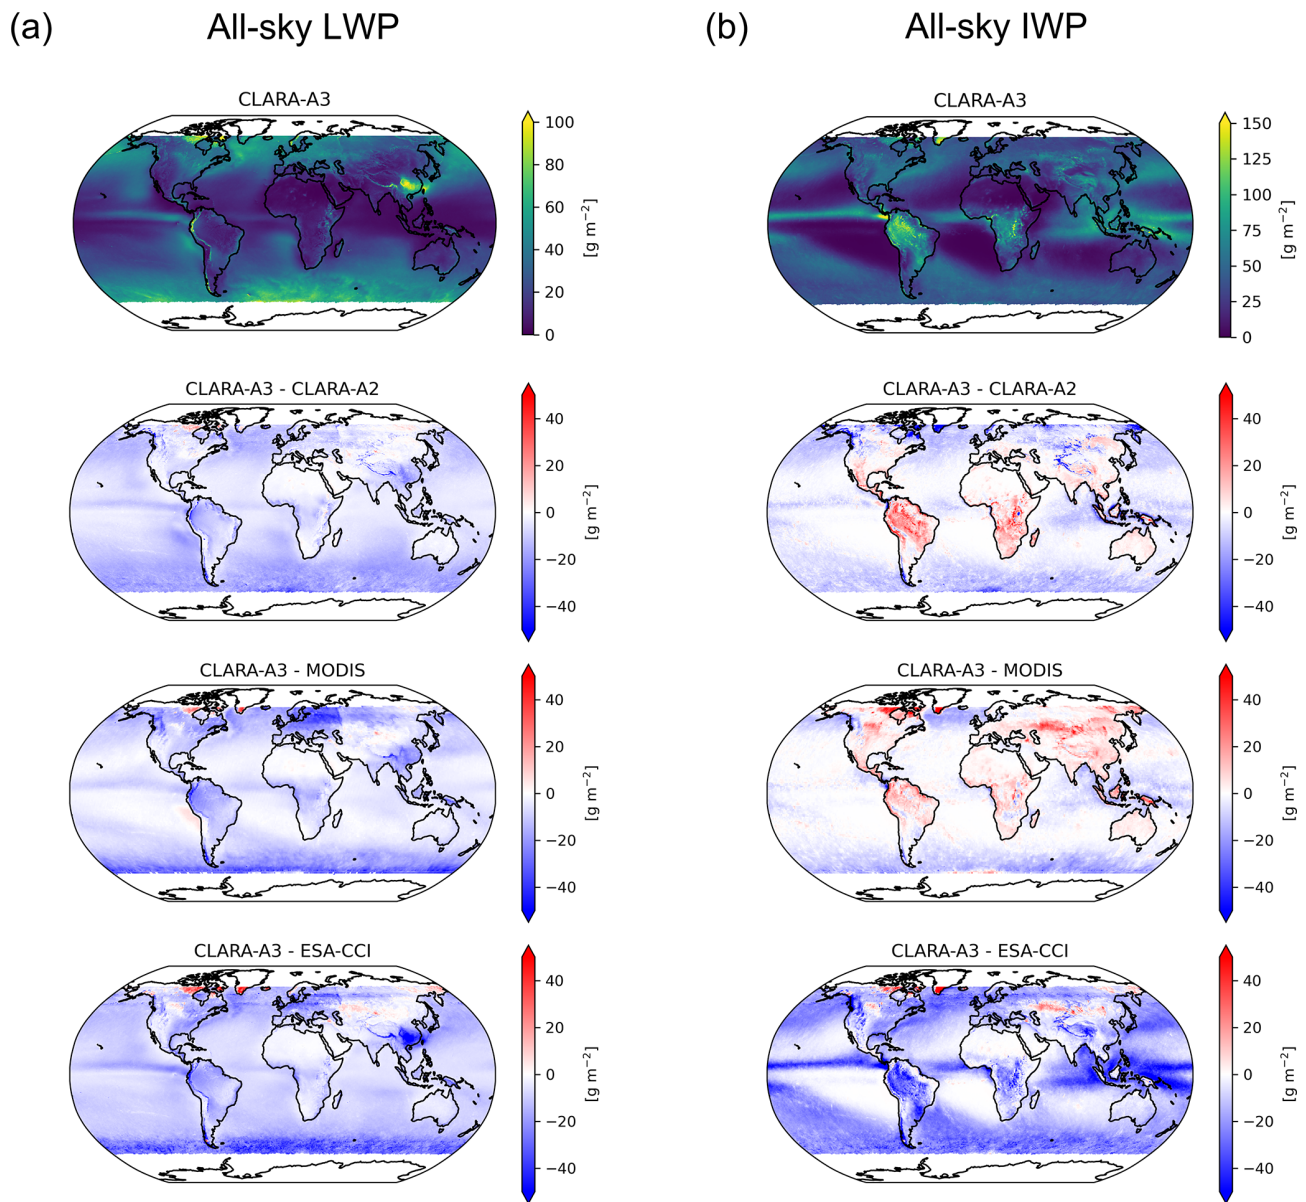 (a) All-sky LWP
(b) All-sky IWP
CLARA-A3
100
80
60
40
20
0
[g m⁻²]
CLARA-A3
150
125
100
75
50
25
0
[g m⁻²]
CLARA-A3 - CLARA-A2
40
20
0
−20
−40
[g m⁻²]
CLARA-A3 - CLARA-A2
40
20
0
−20
−40
[g m⁻²]
CLARA-A3 - MODIS
40
20
0
−20
−40
[g m⁻²]
CLARA-A3 - MODIS
40
20
0
−20
−40
[g m⁻²]
CLARA-A3 - ESA-CCI
40
20
0
−20
−40
[g m⁻²]
CLARA-A3 - ESA-CCI
40
20
0
−20
−40
[g m⁻²]